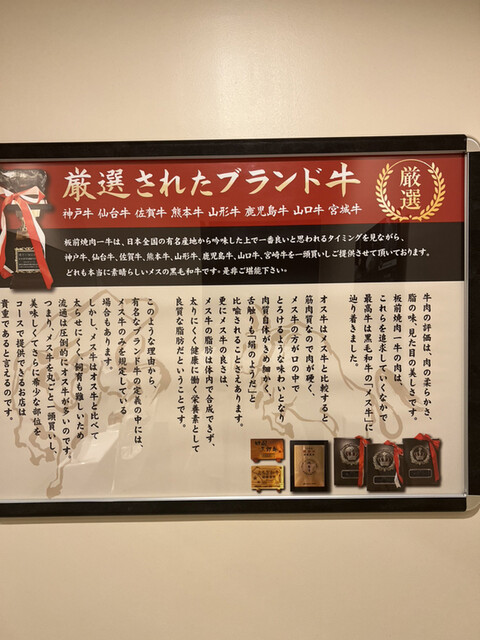 厳選されたブランド牛
神戸牛 仙台牛 佐賀牛 熊本牛 山形牛 鹿児島牛 山口牛 宮城牛
厳選
板前焼肉一牛は、日本全国の有名産地から吟味した上で一番良いと思われるタイミングを見ながら、
神戸牛、仙台牛、佐賀牛、熊本牛、山形牛、鹿児島牛、山口牛、宮崎牛を一頭買いしご提供させて頂いております。
どれも本当に素晴らしいメスの黒毛和牛です。是非ご堪能下さい。
牛肉の評価は、肉の柔らかさ、
脂の味、見た目の美しさです。
板前焼肉一牛の肉は、
これらを追求していくなかで
最高牛は黒毛和牛の「メス牛」に
辿り着きました。
オス牛はメス牛と比較すると
筋肉質なので肉が硬く、
メス牛の方が口の中で
とろけるような味わいとなり
肉質自体がきめ細かく、
舌触りも「絹のようだ」と
比喩されることさえあります。
更にメス牛の良さは、
メス牛の脂肪は体内で合成できず、
太りにくく健康に働く栄養素として
良質な脂肪だということです。
このような理由から、
有名なブランド牛の定義の中には、
メス牛のみを規定している
場合もあります。
しかし、メス牛はオス牛と比べて
太らせにくく、飼育も難しいため
流通は圧倒的にオス牛が多いのです。
つまり、メス牛を丸ごと一頭買いし、
美味しくてさらに希少な部位を
コースで提供できるお店は
貴重であると言えるのです。